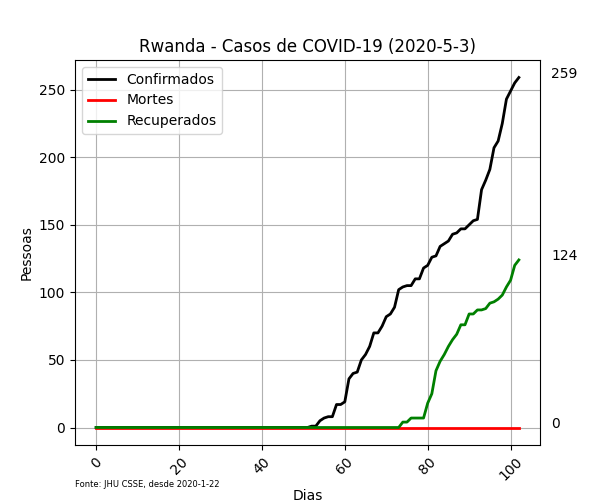 Rwanda - Casos de COVID-19 (2020-5-3)
Confirmados
Mortes
Recuperados
259
124
0
250
200
150
100
50
0
Pessoas
0
20
40
60
80
100
Fonte: JHU CSSE, desde 2020-1-22
Dias